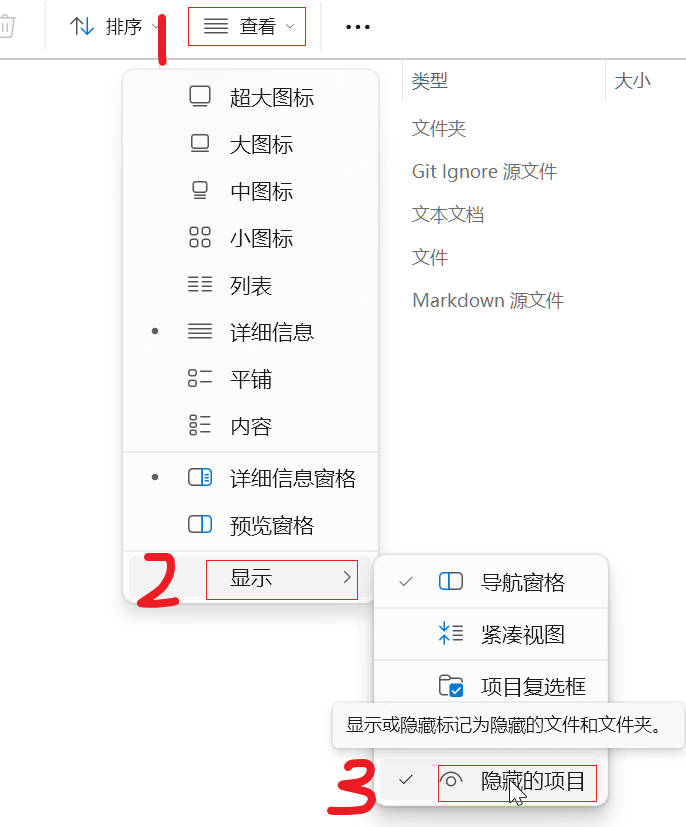 排序
1
查看
类型
大小
超大图标
文件夹
大图标
Git Ignore 源文件
中图标
文本文档
小图标
文件
列表
Markdown 源文件
详细信息
平铺
内容
详细信息窗格
预览窗格
2
显示
导航窗格
紧凑视图
项目复选框
显示或隐藏标记为隐藏的文件和文件夹。
3
隐藏的项目